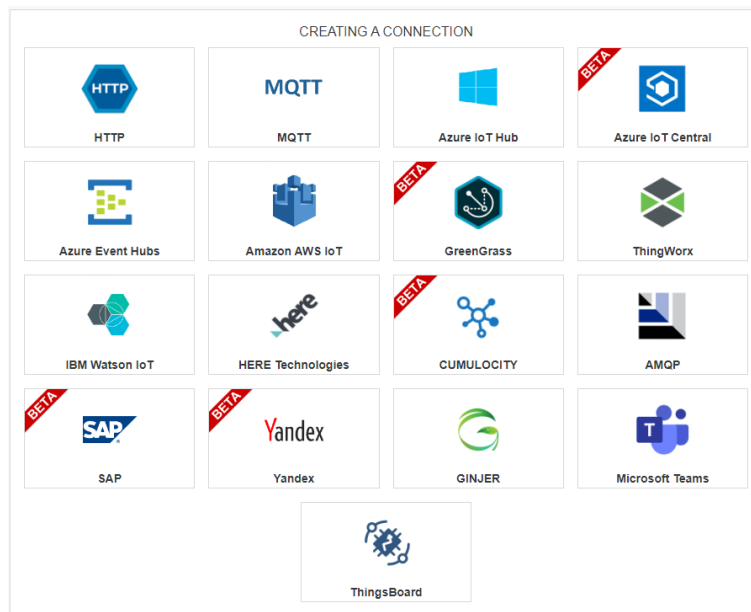 CREATING A CONNECTION
HTTP
MQTT
BETA
HTTP
MQTT
Azure IoT Hub
Azure IoT Central
BETA
Azure Event Hubs
Amazon AWS IoT
GreenGrass
ThingWorx
here
BETA
IBM Watson IoT
HERE Technologies
CUMULOCITY
AMQP
BETA
SAP
BETA
Yandex
T
SAP
Yandex
GINJER
Microsoft Teams
ThingsBoard